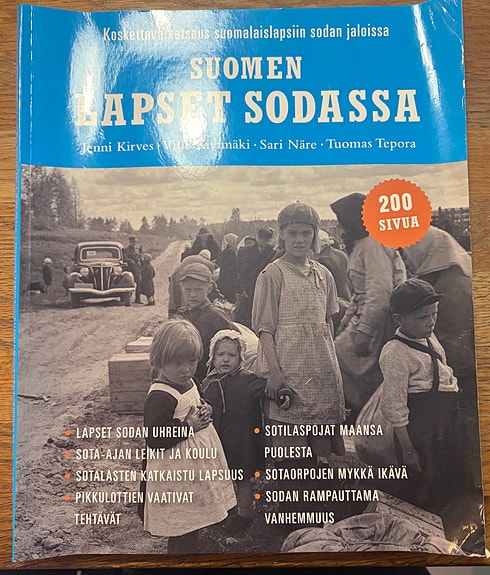 Koskettava katsaus suomalaislapsiin sodan jaloissa
SUOMEN
LAPSET SODASSA
Jenni Kirves · Ville Kivimäki · Sari Näre · Tuomas Tepora
200
SIVUA
• LAPSET SODAN UHREINA
• SOTA-AJAN LEIKIT JA KOULU
• SOTALASTEN KATKAISTU LAPSUUS
• PIKKULOTTIEN VAATIVAT
TEHTÄVÄT
• SOTILASPOJAT MAANSA
PUOLESTA
• SOTAORPOJEN MYKKÄ IKÄVÄ
• SODAN RAMPAUTTAMA
VANHEMMUUS